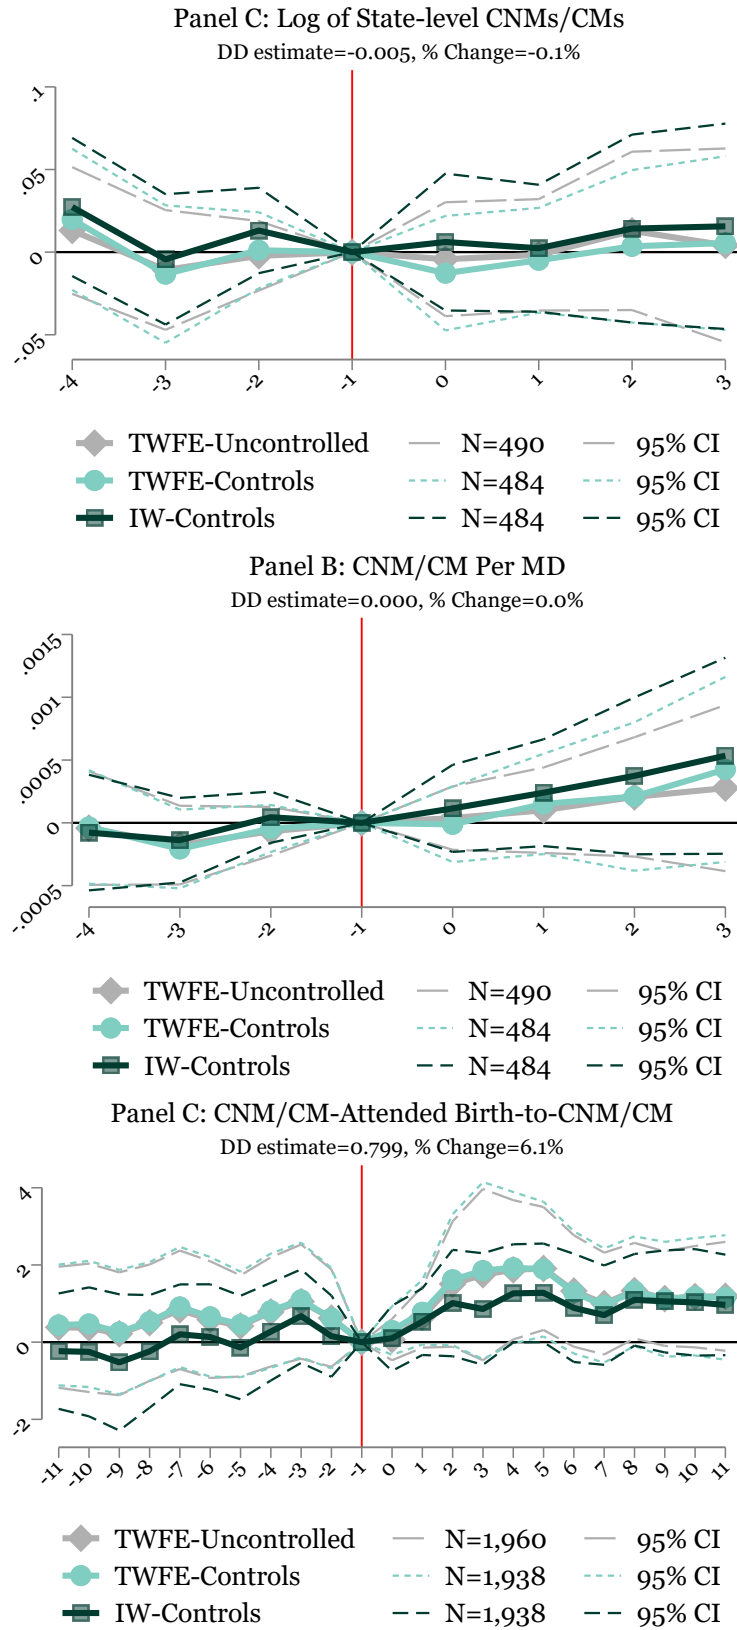 Panel C: Log of State-level CNMs/CMs
DD estimate=-0.005, % Change=-0.1%
.1
.05
0
-.05
-4 -3 -2 -1 0 1 2 3
TWFE-Uncontrolled N=490 95% CI
TWFE-Controls N=484 95% CI
IW-Controls N=484 95% CI
Panel B: CNM/CM Per MD
DD estimate=0.000, % Change=0.0%
.0015
.001
.0005
0
-.0005
-4 -3 -2 -1 0 1 2 3
TWFE-Uncontrolled N=490 95% CI
TWFE-Controls N=484 95% CI
IW-Controls N=484 95% CI
Panel C: CNM/CM-Attended Birth-to-CNM/CM
DD estimate=0.799, % Change=6.1%
4
2
0
-2
-11 -10 -9 -8 -7 -6 -5 -4 -3 -2 -1 0 1 2 3 4 5 6 7 8 9 10 11
TWFE-Uncontrolled N=1,960 95% CI
TWFE-Controls N=1,938 95% CI
IW-Controls N=1,938 95% CI